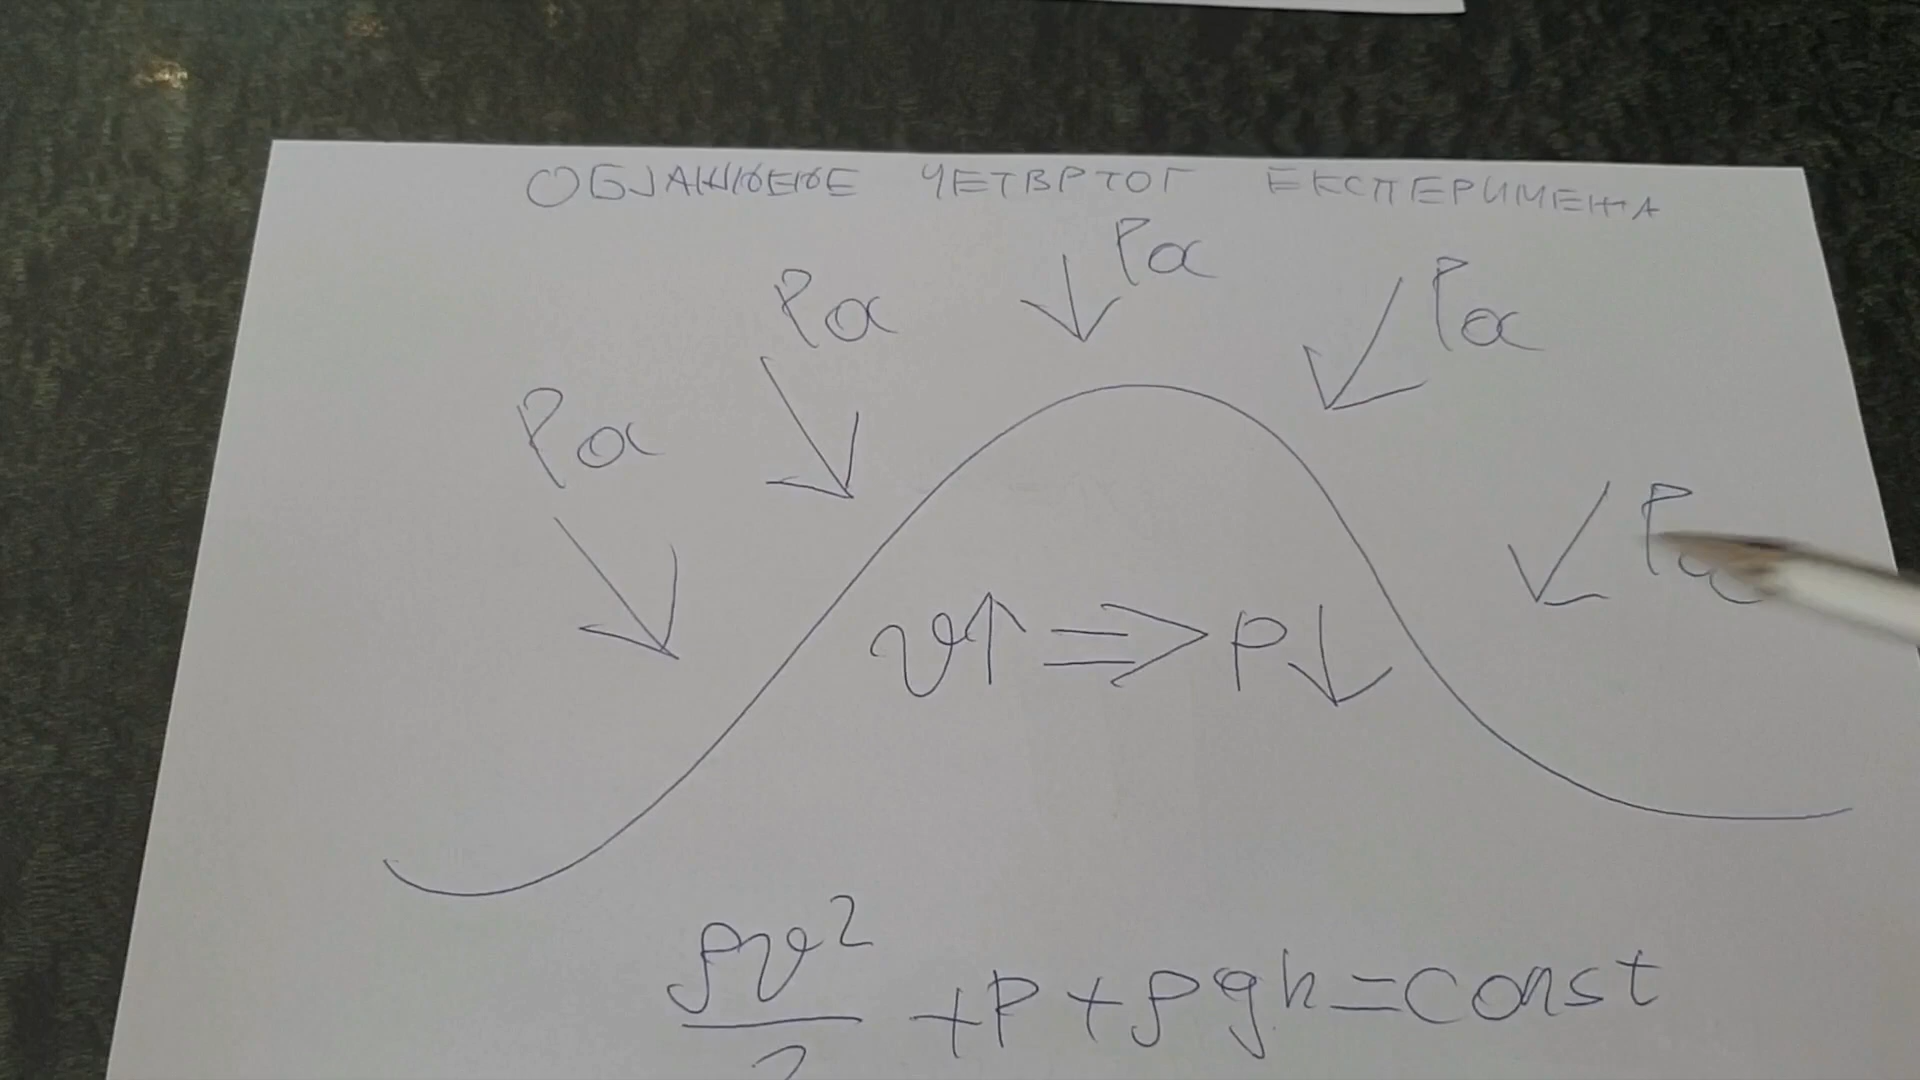 ОБЈАШЊЕЊЕ ЧЕТВРТОГ ЕКСПЕРИМЕНТА
Pa
Pa
Pa
Pa
Pa
v↑ ⇒ P↓
ρv²/2 + P + ρgh = const